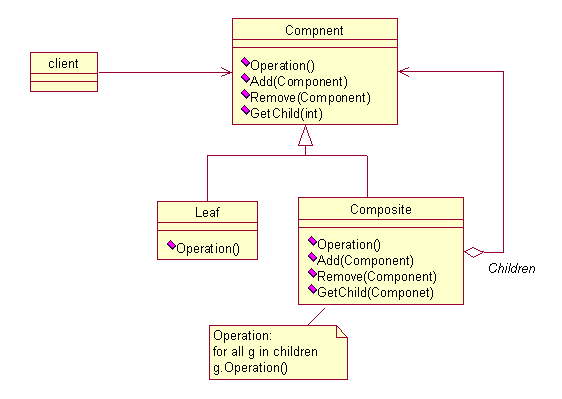 Compnent
client
Operation()
Add(Component)
Remove(Component)
GetChild(int)
Leaf
Operation()
Composite
Operation()
Add(Component)
Remove(Component)
GetChild(Componet)
Children
Operation:
for all g in children
g.Operation()